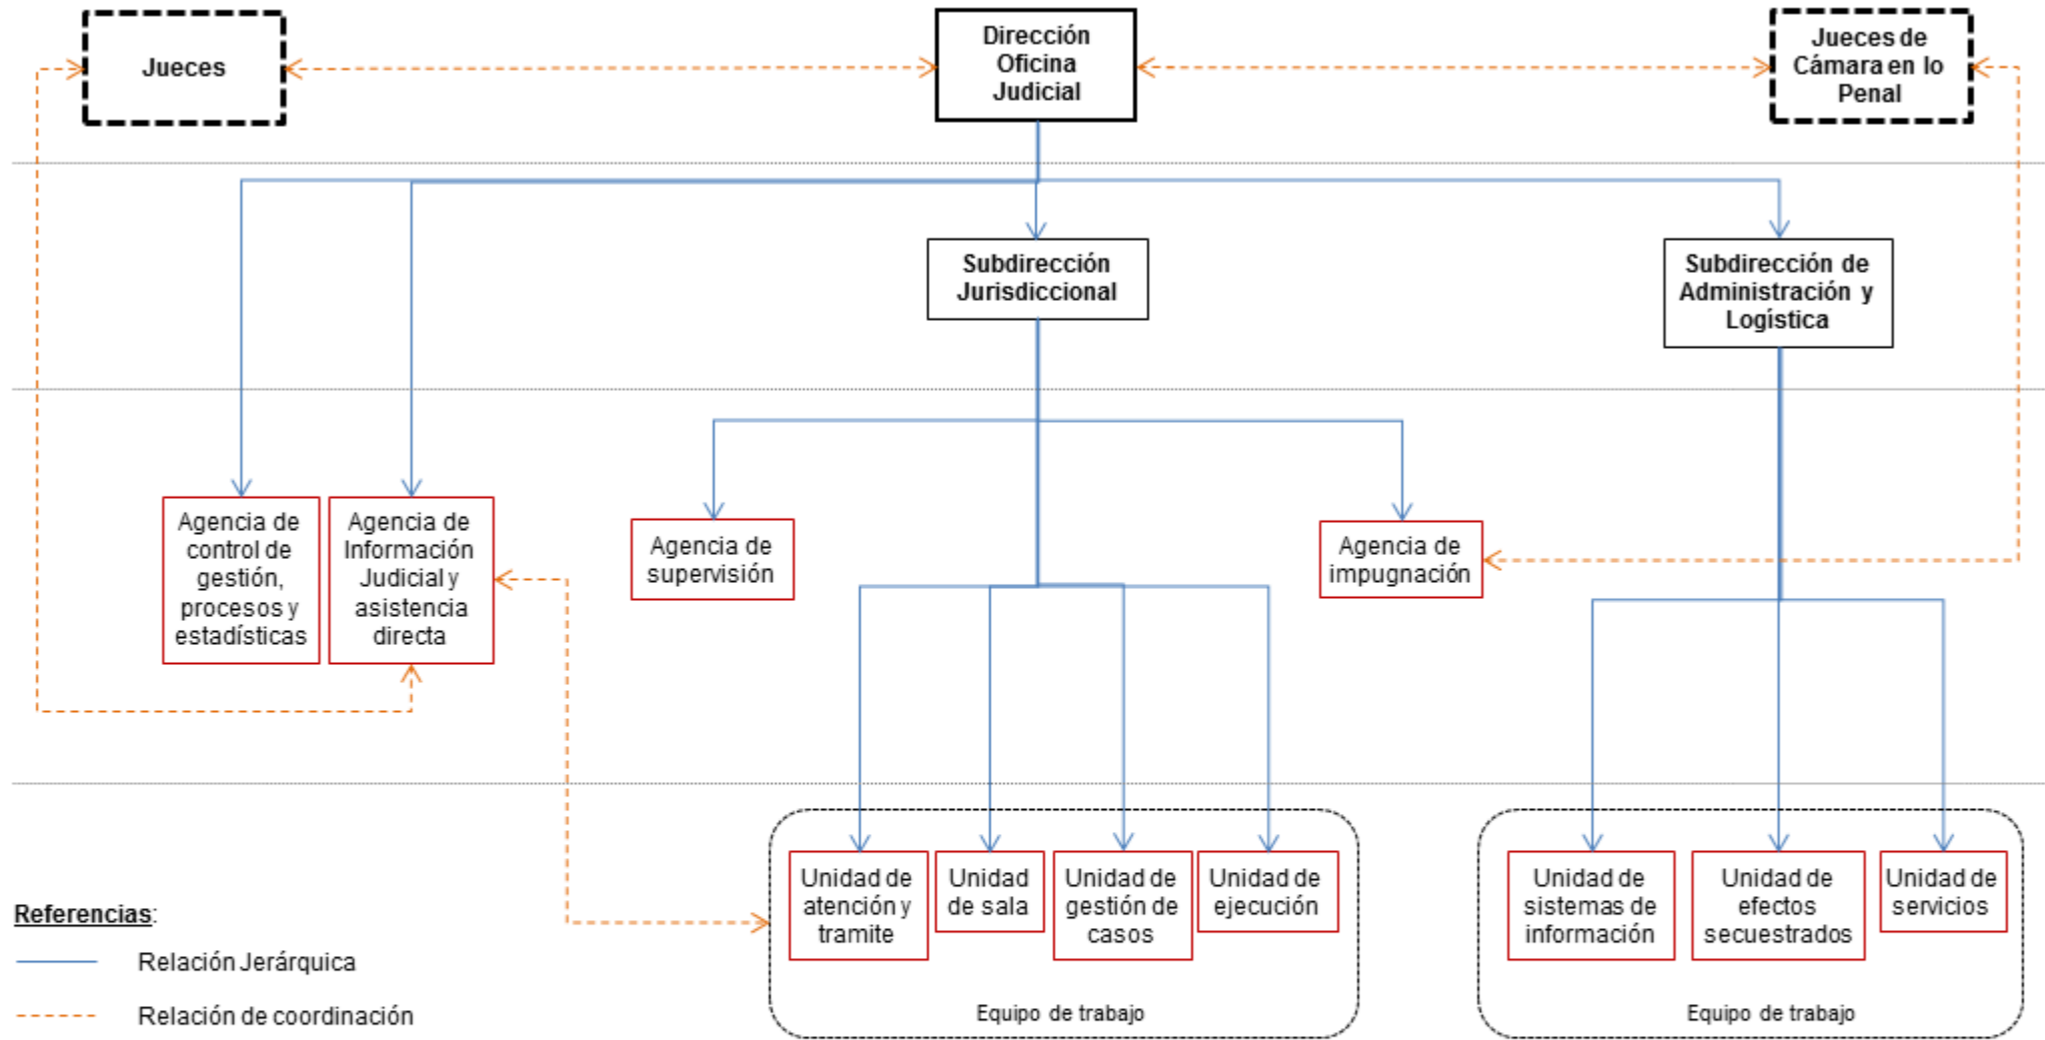 Jueces
Dirección
Oficina
Judicial
Jueces de
Cámara en lo
Penal
Subdirección
Jurisdiccional
Subdirección de
Administración y
Logística
Agencia de
control de
gestión,
procesos y
estadísticas
Agencia de
Información
Judicial y
asistencia
directa
Agencia de
supervisión
Agencia de
impugnación
Unidad de
atención y
tramite
Unidad
de sala
Unidad de
gestión de
casos
Unidad de
ejecución
Equipo de trabajo
Unidad de
sistemas de
información
Unidad de
efectos
secuestrados
Unidad de
servicios
Equipo de trabajo
Referencias:
Relación Jerárquica
Relación de coordinación